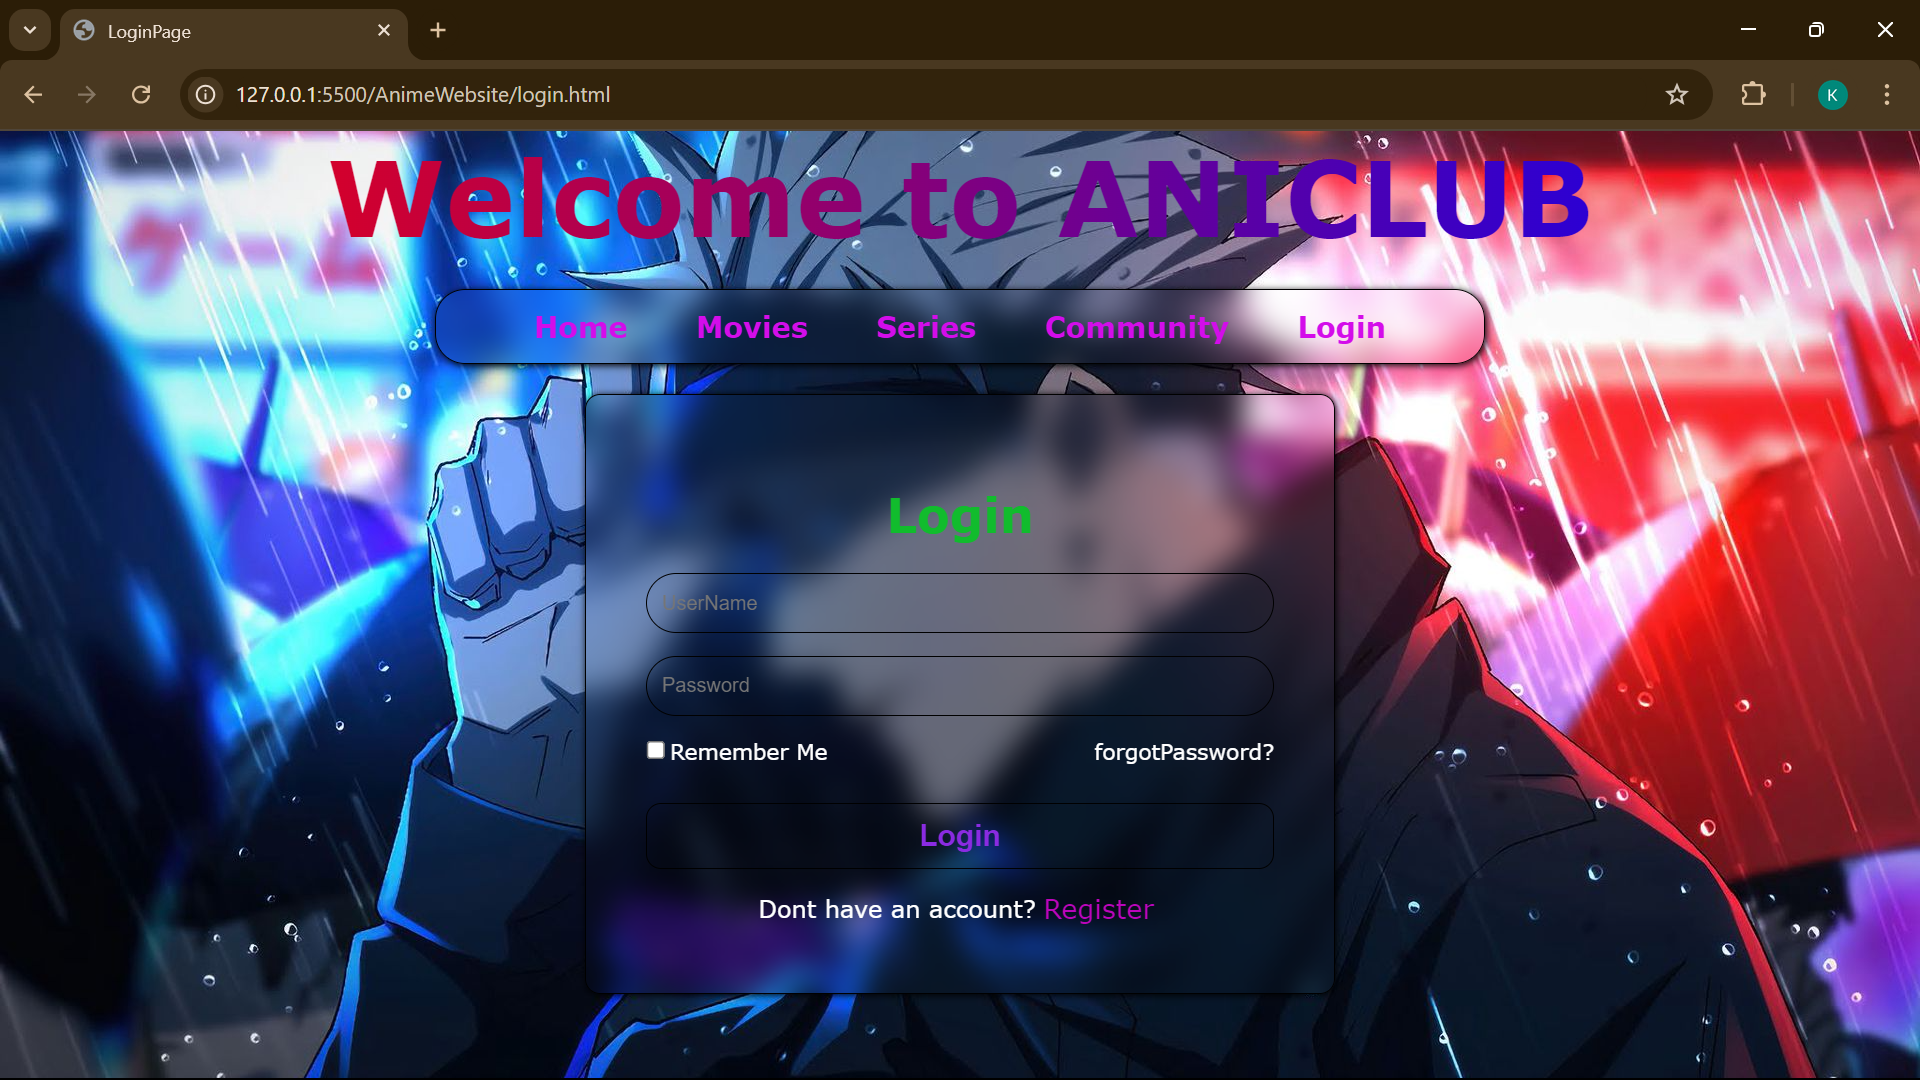 LoginPage
127.0.0.1:5500/AnimeWebsite/login.html
K
Welcome to ANICLUB
Home Movies Series Community Login
Login
UserName
Password
Remember Me forgotPassword?
Login
Dont have an account? Register